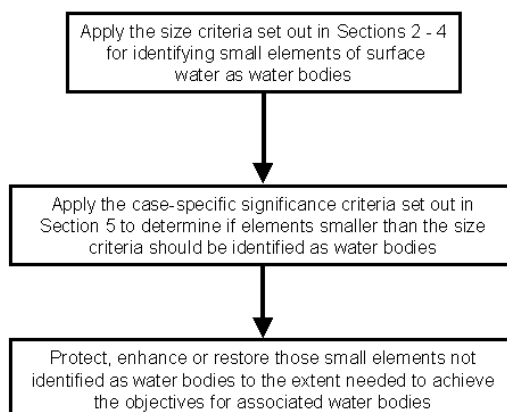 Apply the size criteria set out in Sections 2 - 4
for identifying small elements of surface
water as water bodies
Apply the case-specific significance criteria set out in
Section 5 to determine if elements smaller than the size
criteria should be identified as water bodies
Protect, enhance or restore those small elements not
identified as water bodies to the extent needed to achieve
the objectives for associated water bodies